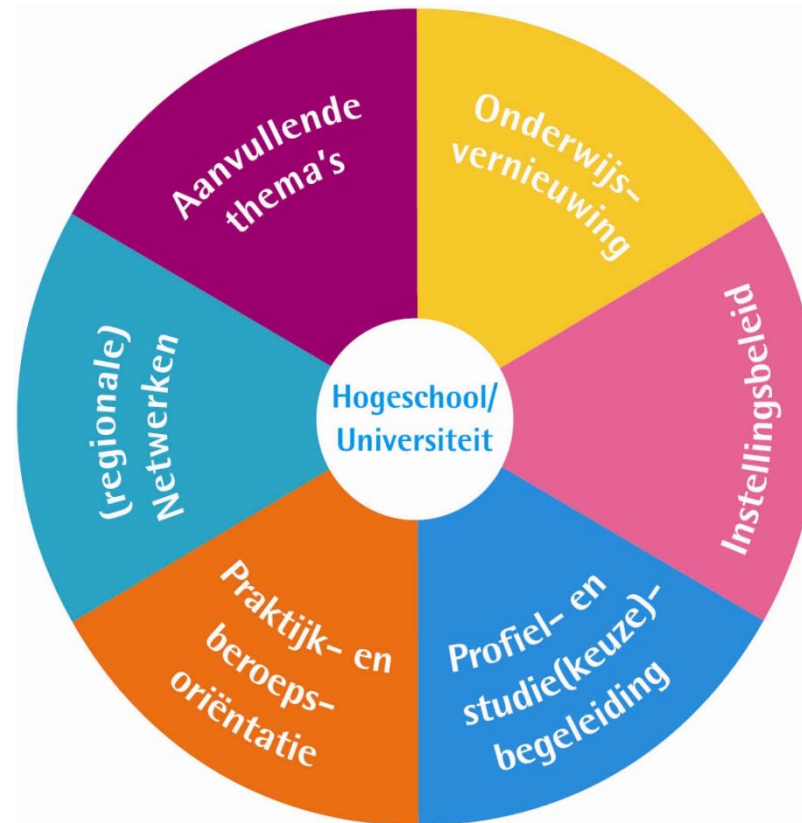 Aanvullende
thema's
Onderwijs-
vernieuwing
Instellingsbeleid
Profiel- en
studie(keuze)-
begeleiding
Praktijk- en
beroeps-
oriëntatie
(regionale)
Netwerken
Hogeschool/
Universiteit